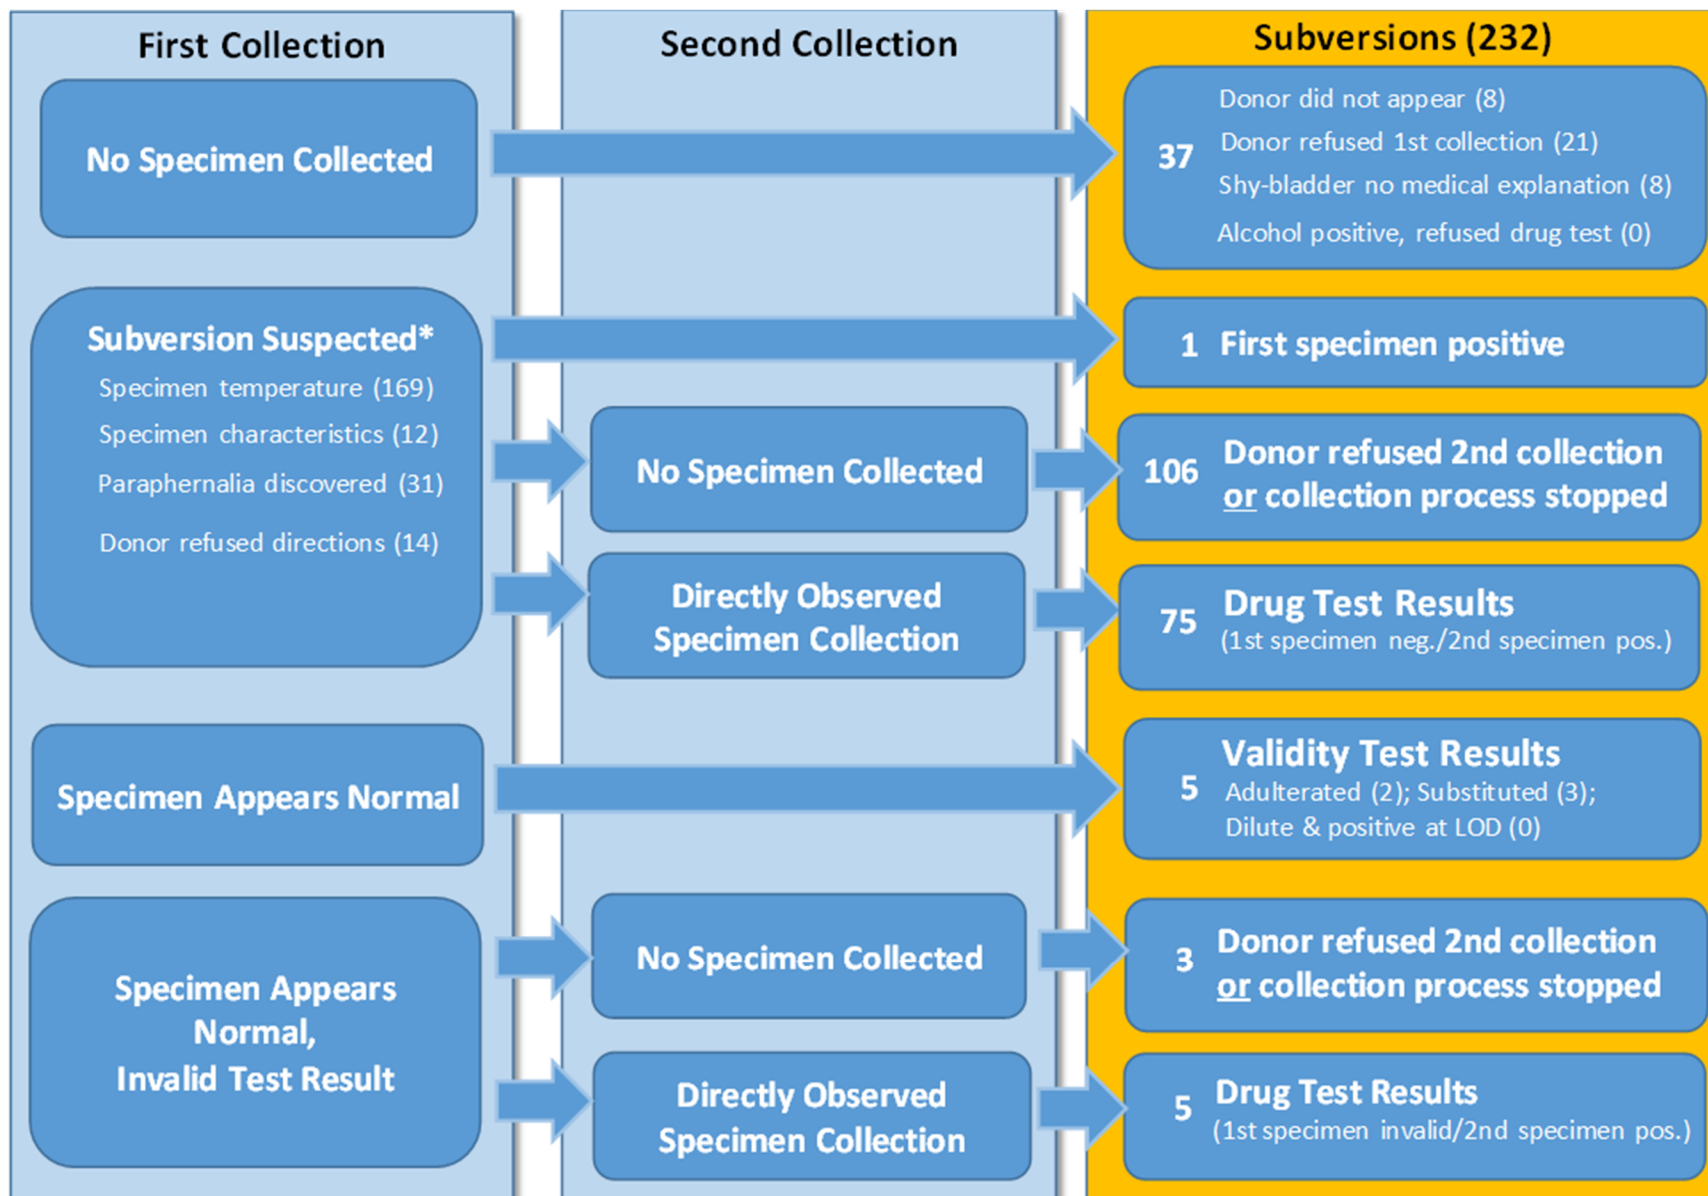 First Collection
Second Collection
Subversions (232)
No Specimen Collected
37
Donor did not appear (8)
Donor refused 1st collection (21)
Shy-bladder no medical explanation (8)
Alcohol positive, refused drug test (0)
Subversion Suspected*
Specimen temperature (169)
Specimen characteristics (12)
Paraphernalia discovered (31)
Donor refused directions (14)
1 First specimen positive
No Specimen Collected
106
Donor refused 2nd collection
or collection process stopped
Directly Observed
Specimen Collection
75
Drug Test Results
(1st specimen neg./2nd specimen pos.)
Specimen Appears Normal
5
Validity Test Results
Adulterated (2); Substituted (3);
Dilute & positive at LOD (0)
Specimen Appears
Normal,
Invalid Test Result
No Specimen Collected
3
Donor refused 2nd collection
or collection process stopped
Directly Observed
Specimen Collection
5
Drug Test Results
(1st specimen invalid/2nd specimen pos.)